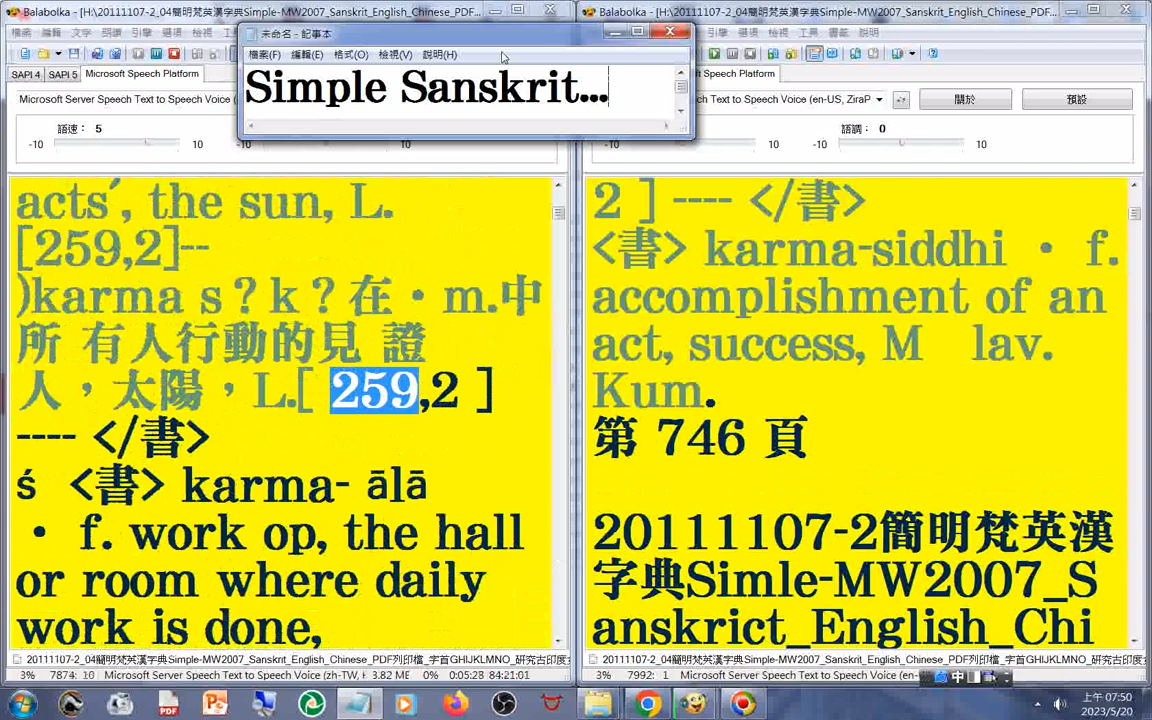 Balabolka - [H:\20111107-2_04簡明梵英漢字典Simple-MW2007_Sanskrit_English_Chinese_PDF...
Balabolka - [H:\20111107-2_04簡明梵英漢字典Simple-MW2007_Sanskrit_English_Chinese_PDF...
未命名 - 記事本
檔案(F) 編輯(E) 格式(O) 檢視(V) 說明(H)
Simple Sanskrit...
SAPI 4 SAPI 5 Microsoft Speech Platform
t Speech Platform
Microsoft Server Speech Text to Speech Voice (
ch Text to Speech Voice (en-US, ZiraP
關於 預設
語速： 5
語調： 0
-10 10
-10 10
-10 10
acts´, the sun, L.
[259,2]--
)karma s？k？在・m.中
所 有人行動的見 證
人，太陽，L.[ 259,2 ]
---- </書>
ś <書> karma- ālā
・ f. work op, the hall
or room where daily
work is done,
2 ] ---- </書>
<書> karma-siddhi ・ f.
accomplishment of an
act, success, M lav.
Kum.
第 746 頁
20111107-2簡明梵英漢
字典Simle-MW2007_S
anskrict_English_Chi
20111107-2_04簡明梵英漢字典Simple-MW2007_Sanskrit_English_Chinese_PDF列印檔_字首GHIJKLMNO_研究古印度
20111107-2_04簡明梵英漢字典Simple-MW2007_Sanskrit_English_Chinese_PDF列印檔_字首GHIJKLMNO_研究古印度
3% 7874: 10 Microsoft Server Speech Text to Speech Voice (zh-TW, 3.82 ME 0% 0:05:23 84:21:01
3% 7992: 1 Microsoft Server Speech Text to Speech Voice (en-
中
上午 07:50
2023/5/20